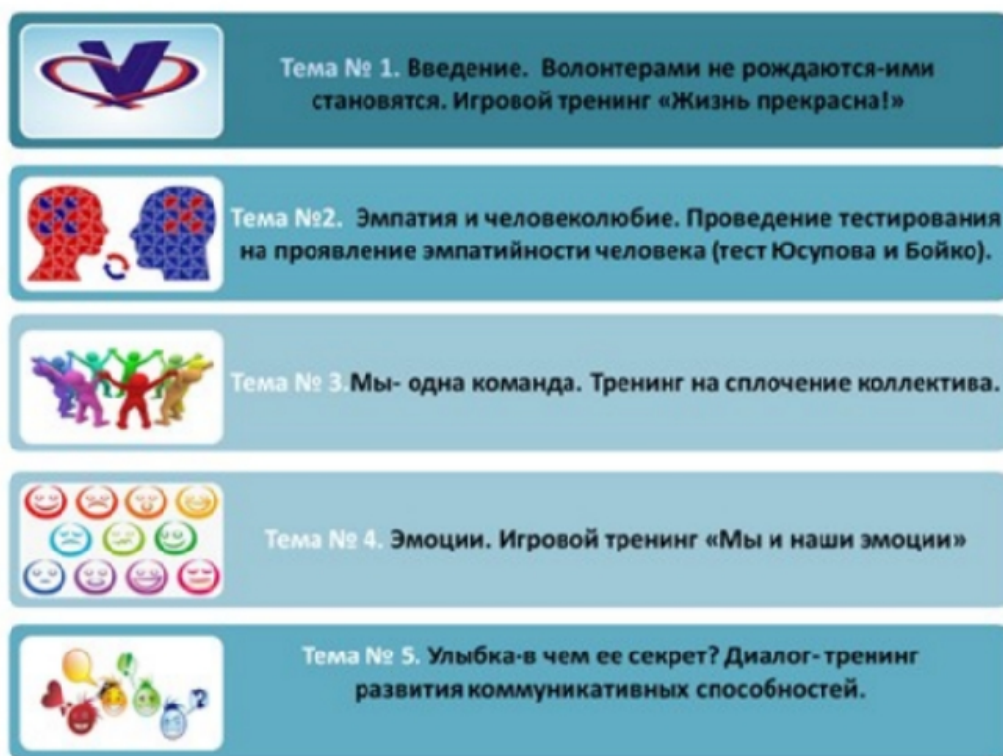 Тема № 1. Введение. Волонтерами не рождаются-ими
становятся. Игровой тренинг «Жизнь прекрасна!»
Тема №2. Эмпатия и человеколюбие. Проведение тестирования
на проявление эмпатийности человека (тест Юсупова и Бойко).
Тема № 3.Мы- одна команда. Тренинг на сплочение коллектива.
Тема № 4. Эмоции. Игровой тренинг «Мы и наши эмоции»
Тема № 5. Улыбка-в чем ее секрет? Диалог- тренинг
развития коммуникативных способностей.